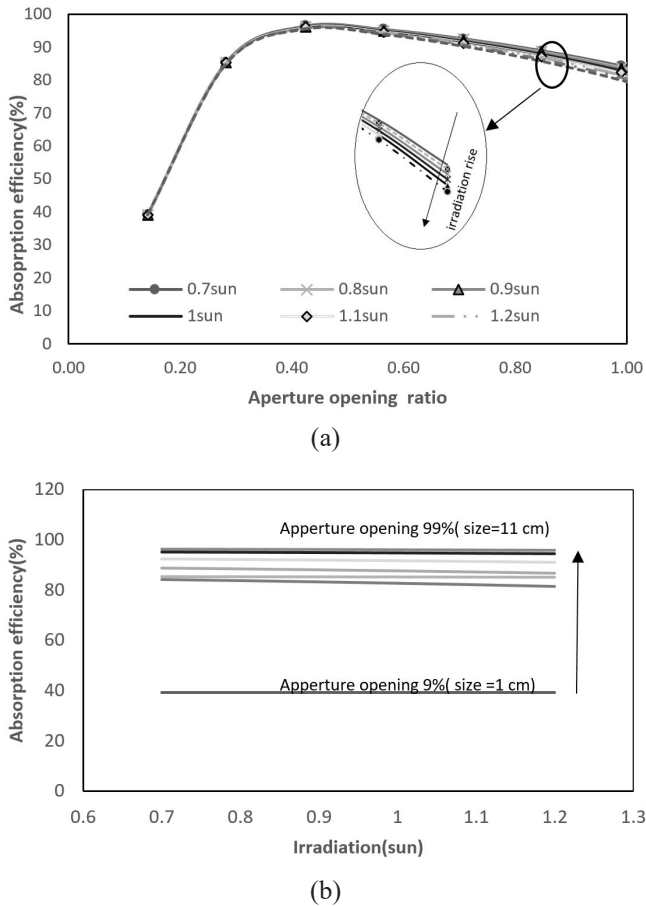 100
90
80
70
60
50
40
30
20
10
0
Absoprption efficiency(%)
irradiation rise
0.7sun 0.8sun 0.9sun
1sun 1.1sun 1.2sun
0.00 0.20 0.40 0.60 0.80 1.00
Aperture opening ratio
(a)
120
100
80
60
40
20
0
Absorption efficiency(%)
Apperture opening 99%( size=11 cm)
Apperture opening 9%( size =1 cm)
0.6 0.7 0.8 0.9 1 1.1 1.2 1.3
Irradiation(sun)
(b)